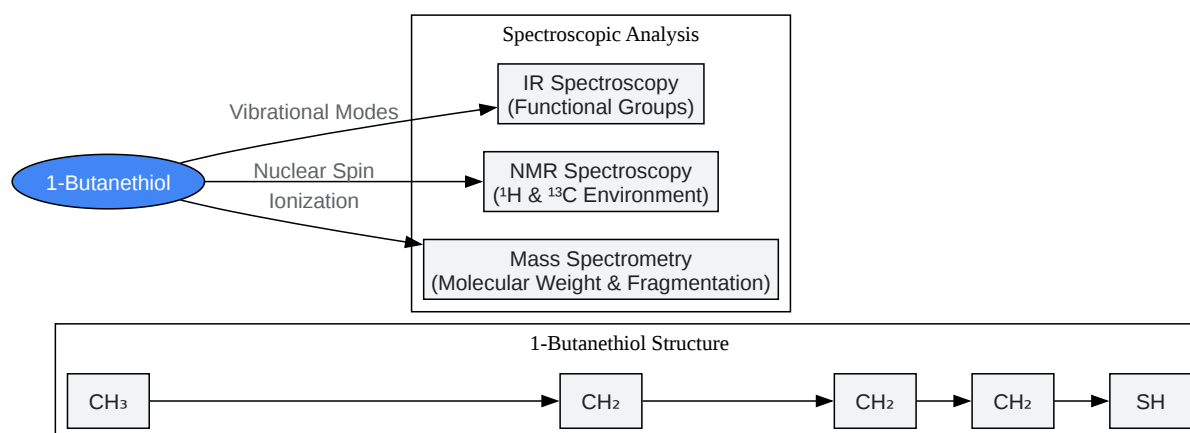 Spectroscopic Analysis
IR Spectroscopy
(Functional Groups)
Vibrational Modes
1-Butanethiol
Nuclear Spin
NMR Spectroscopy
(¹H & ¹³C Environment)
Ionization
Mass Spectrometry
(Molecular Weight & Fragmentation)
1-Butanethiol Structure
CH₃
CH₂
CH₂
CH₂
SH